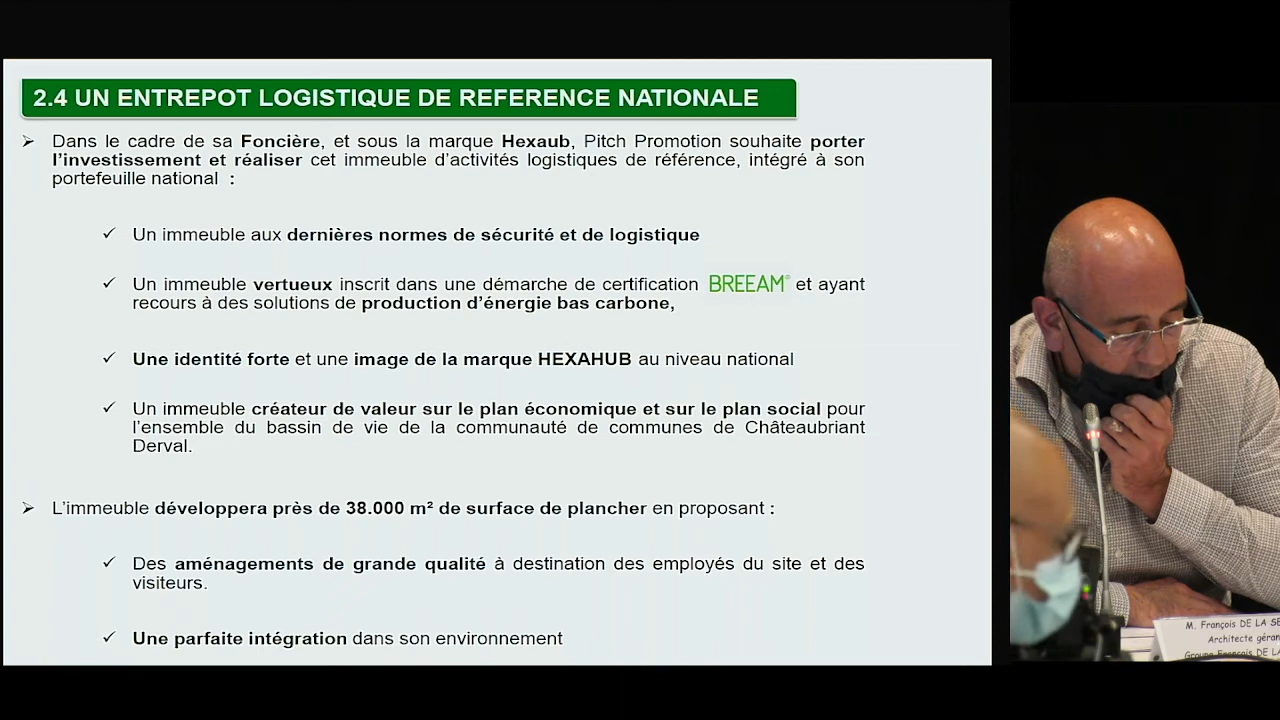 2.4 UN ENTREPOT LOGISTIQUE DE REFERENCE NATIONALE
Dans le cadre de sa Foncière, et sous la marque Hexaub, Pitch Promotion souhaite porter
l'investissement et réaliser cet immeuble d'activités logistiques de référence, intégré à son
portefeuille national :
Un immeuble aux dernières normes de sécurité et de logistique
Un immeuble vertueux inscrit dans une démarche de certification BREEAM® et ayant
recours à des solutions de production d'énergie bas carbone,
Une identité forte et une image de la marque HEXAHUB au niveau national
Un immeuble créateur de valeur sur le plan économique et sur le plan social pour
l'ensemble du bassin de vie de la communauté de communes de Châteaubriant
Derval.
L'immeuble développera près de 38.000 m² de surface de plancher en proposant :
Des aménagements de grande qualité à destination des employés du site et des
visiteurs.
Une parfaite intégration dans son environnement
M. François DE LA SE
Architecte géran
Groupe François DE LA